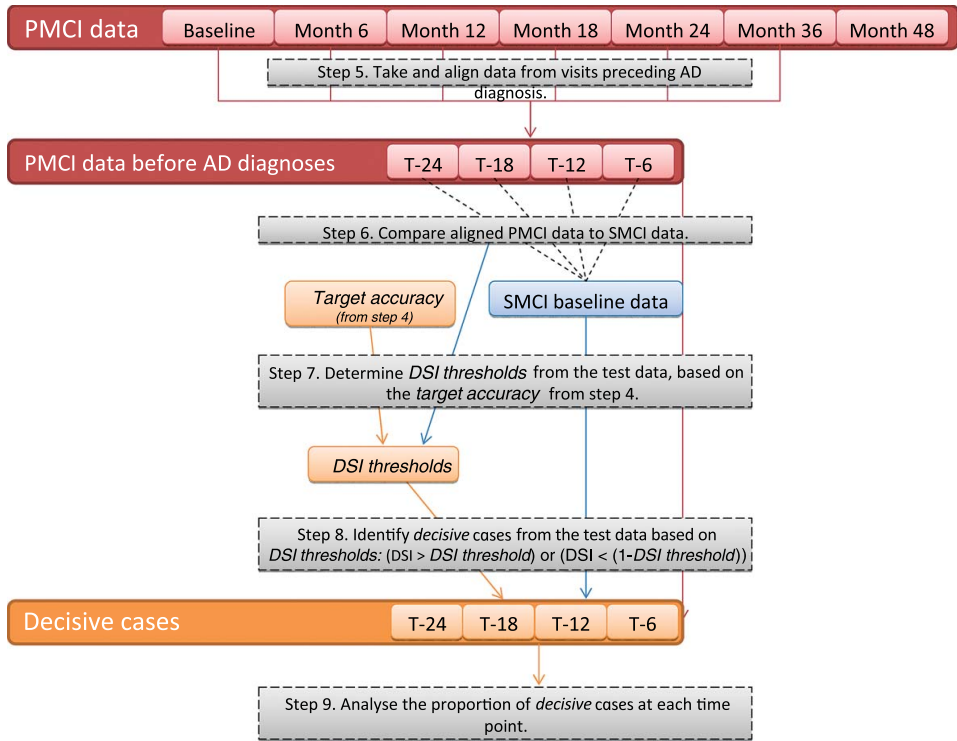 PMCI data
Baseline
Month 6
Month 12
Month 18
Month 24
Month 36
Month 48
Step 5. Take and align data from visits preceding AD
diagnosis.
PMCI data before AD diagnoses
T-24
T-18
T-12
T-6
Step 6. Compare aligned PMCI data to SMCI data.
Target accuracy
(from step 4)
SMCI baseline data
Step 7. Determine DSI thresholds from the test data, based on
the target accuracy from step 4.
DSI thresholds
Step 8. Identify decisive cases from the test data based on
DSI thresholds: (DSI > DSI threshold) or (DSI < (1-DSI threshold))
Decisive cases
T-24
T-18
T-12
T-6
Step 9. Analyse the proportion of decisive cases at each time
point.